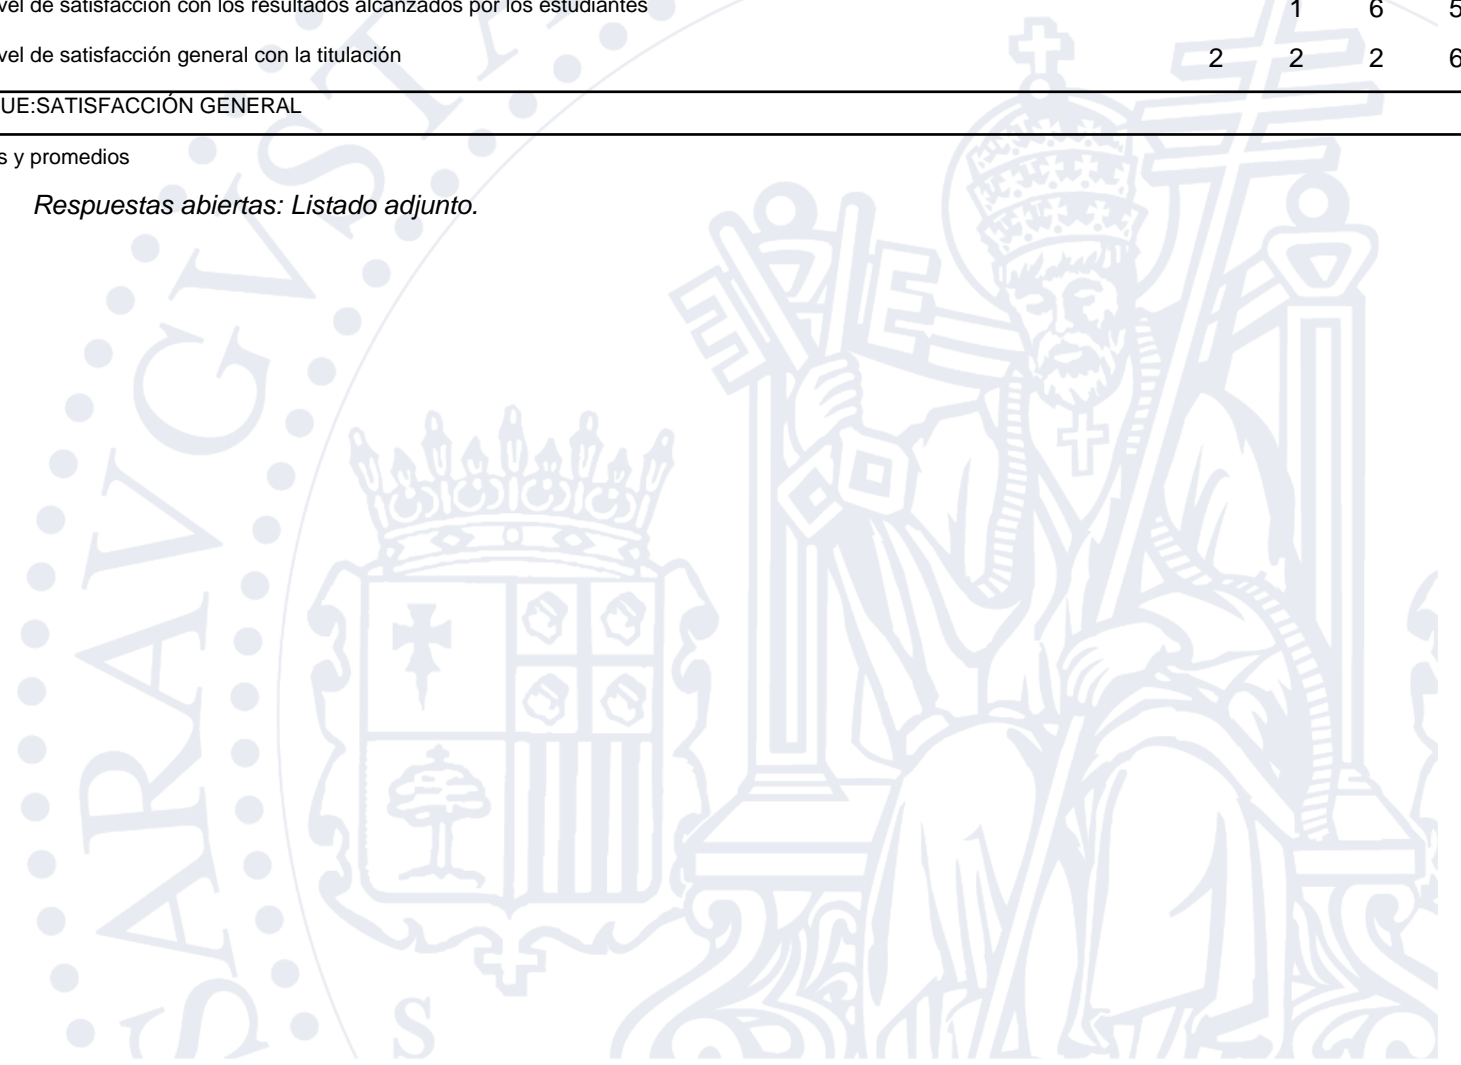 vel de satisfacción con los resultados alcanzados por los estudiantes 1 6 5
vel de satisfacción general con la titulación 2 2 2 6
UE:SATISFACCIÓN GENERAL
s y promedios
Respuestas abiertas: Listado adjunto.
SARAVGVSTA
S